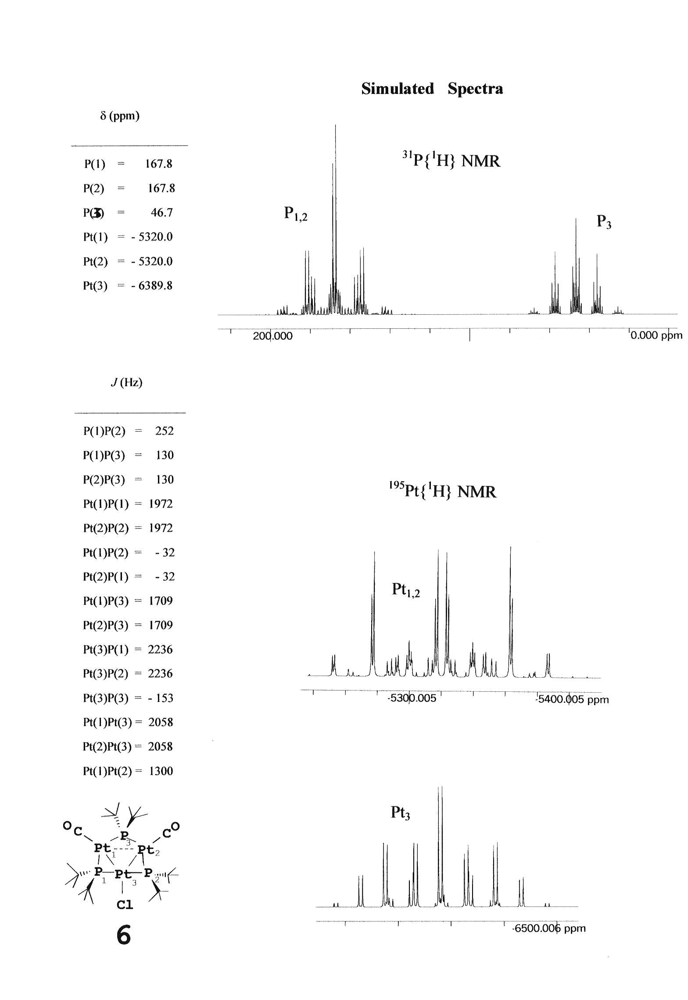 Simulated Spectra
δ (ppm)
P(1) = 167.8
P(2) = 167.8
P(3) = 46.7
Pt(1) = - 5320.0
Pt(2) = - 5320.0
Pt(3) = - 6389.8
31P{1H} NMR
P1,2
P3
200.000
0.000 ppm
J (Hz)
P(1)P(2) = 252
P(1)P(3) = 130
P(2)P(3) = 130
Pt(1)P(1) = 1972
Pt(2)P(2) = 1972
Pt(1)P(2) = - 32
Pt(2)P(1) = - 32
Pt(1)P(3) = 1709
Pt(2)P(3) = 1709
Pt(3)P(1) = 2236
Pt(3)P(2) = 2236
Pt(3)P(3) = - 153
Pt(1)Pt(3) = 2058
Pt(2)Pt(3) = 2058
Pt(1)Pt(2) = 1300
195Pt{1H} NMR
Pt1,2
-5300.005
-5400.005 ppm
Pt3
-6500.006 ppm
OC
CO
P3
Pt1
Pt2
P1
Pt3
P2
Cl
6